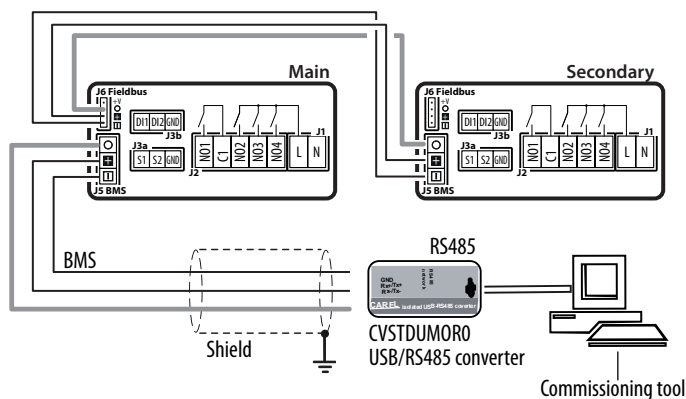 Main
J6 Fieldbus
+V
DI1 DI2 GND
J3b
J3a
S1 S2 GND
J2
NO1 C1 NO2 NO3 NO4
J1
L N
J5 BMS
Secondary
J6 Fieldbus
+V
DI1 DI2 GND
J3b
J3a
S1 S2 GND
J2
NO1 C1 NO2 NO3 NO4
J1
L N
J5 BMS
BMS
Shield
RS485
GND
Rx+/Tx+
Rx-/Tx-
RS485
network
CAREL Isolated USB-RS485 converter
CVSTDUM0R0
USB/RS485 converter
Commissioning tool